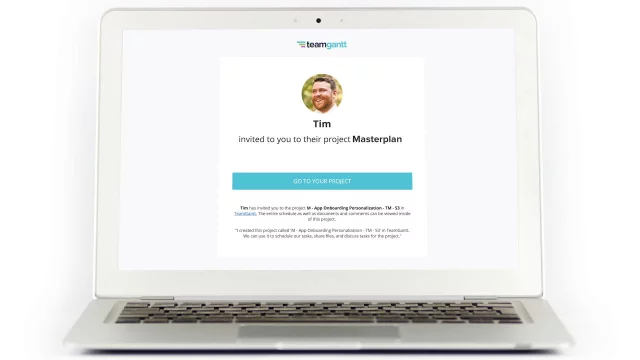 teamgantt
Tim
invited to you to their project Masterplan
GO TO YOUR PROJECT
Tim has invited you to the project M - App Onboarding Personalization - TM - S3 in
TeamGantt. The entire schedule as well as documents and comments can be viewed inside
of this project.
"I created this project called 'M - App Onboarding Personalization - TM - S3' in TeamGantt.
We can use it to schedule our tasks, share files, and discuss tasks for the project."